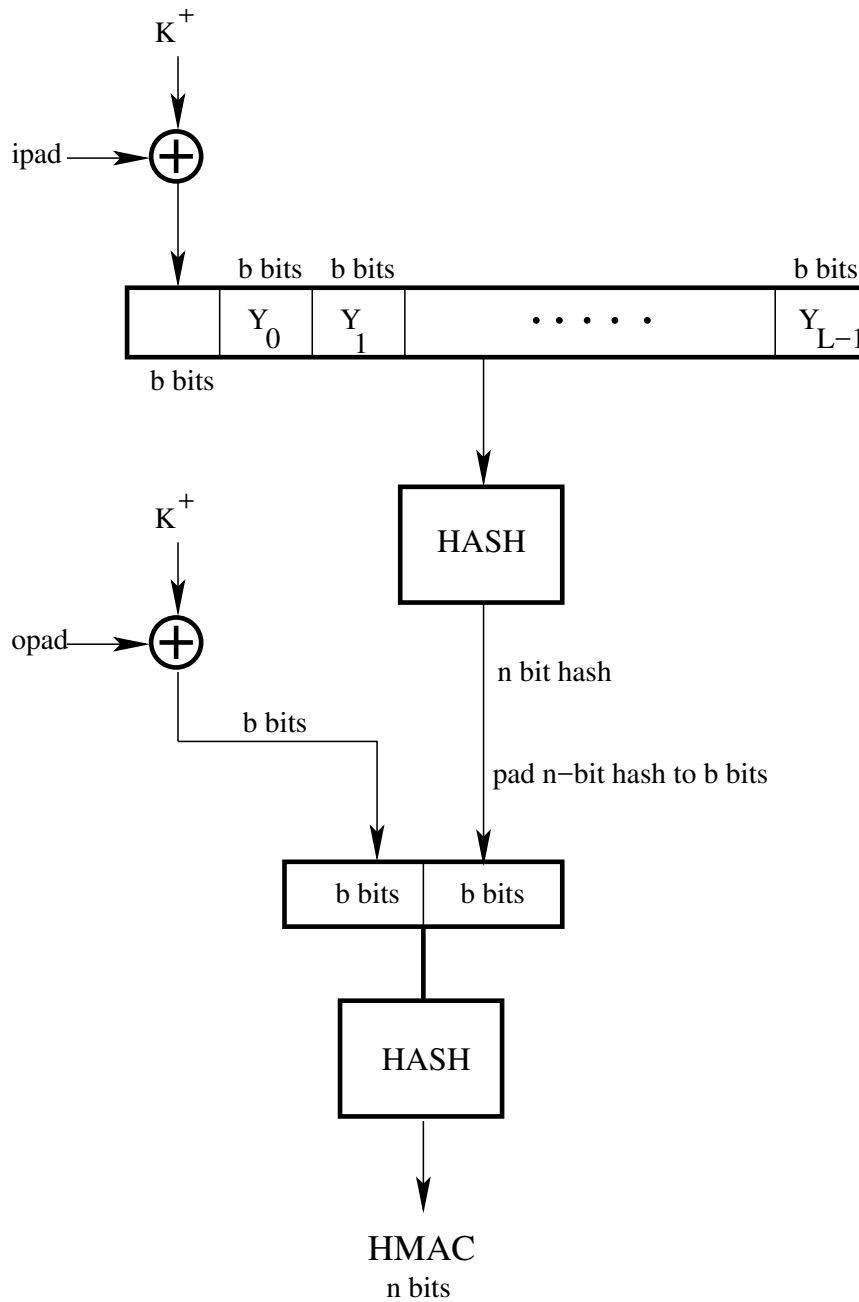 K+
ipad
b bits b bits b bits
Y0 Y1 . . . . . YL−1
b bits
K+
HASH
opad
n bit hash
b bits
pad n−bit hash to b bits
b bits b bits
HASH
HMAC
n bits